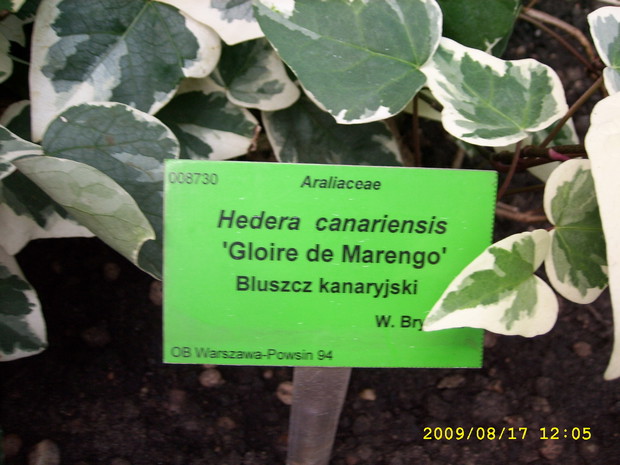 008730
Araliaceae
Hedera canariensis
'Gloire de Marengo'
Bluszcz kanaryjski
W.
OB Warszawa-Powsin 94
2009/08/17 12:05